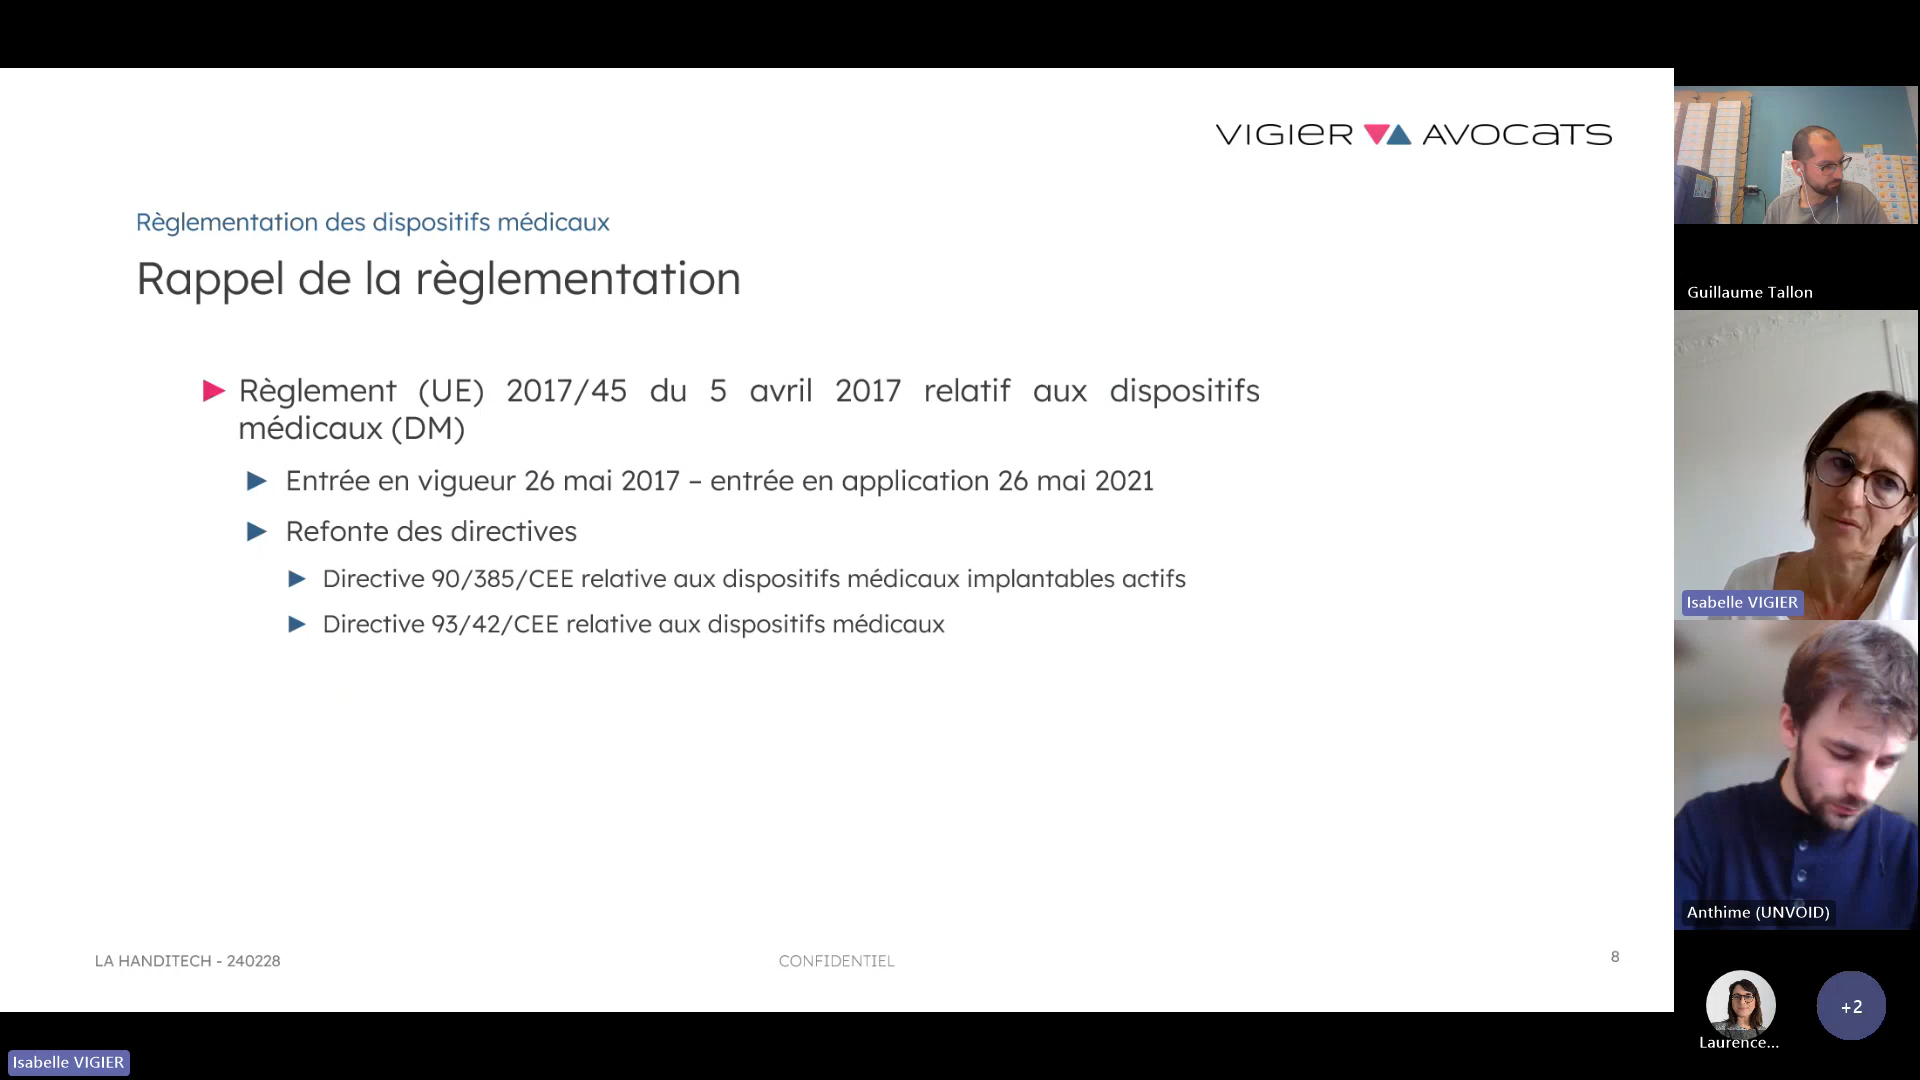 VIGIER AVOCATS
Règlementation des dispositifs médicaux
Rappel de la règlementation
Règlement (UE) 2017/45 du 5 avril 2017 relatif aux dispositifs
médicaux (DM)
Entrée en vigueur 26 mai 2017 – entrée en application 26 mai 2021
Refonte des directives
Directive 90/385/CEE relative aux dispositifs médicaux implantables actifs
Directive 93/42/CEE relative aux dispositifs médicaux
LA HANDITECH - 240228
CONFIDENTIEL
8
Guillaume Tallon
Isabelle VIGIER
Anthime (UNVOID)
Laurence...
+2
Isabelle VIGIER